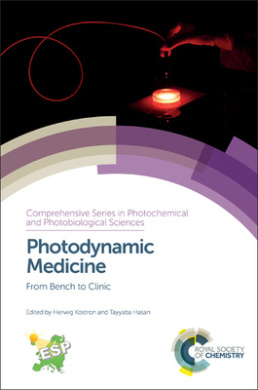 Comprehensive Series in Photochemical
and Photobiological Sciences
Photodynamic
Medicine
From Bench to Clinic
Edited by Herwig Kostron and Tayyaba Hasan
ESP
ROYAL SOCIETY
OF CHEMISTRY